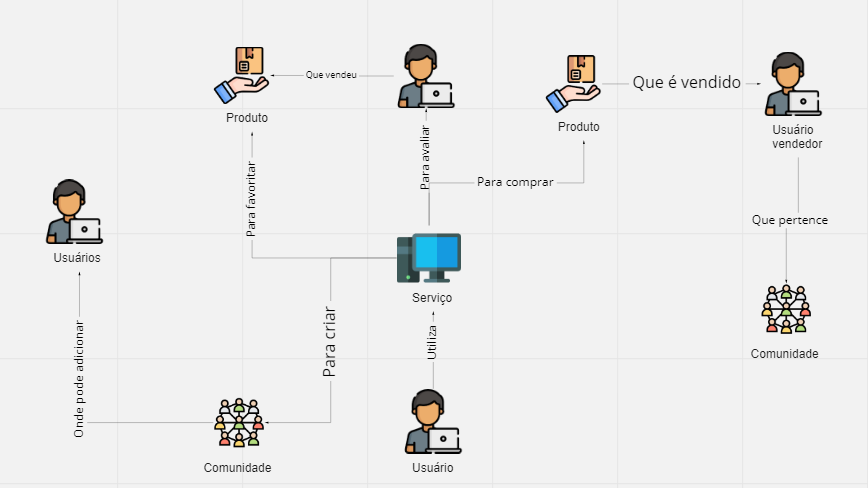 Que vendeu
Produto
Que é vendido
Produto
Usuário
vendedor
Para avaliar
Para favoritar
Para comprar
Que pertence
Usuários
Serviço
Para criar
Utiliza
Onde pode adicionar
Comunidade
Comunidade
Usuário